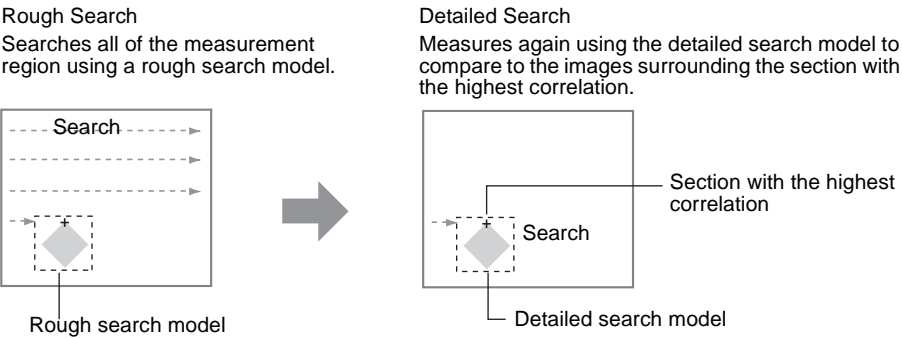 Rough Search
Searches all of the measurement
region using a rough search model.
Search
Rough search model
Detailed Search
Measures again using the detailed search model to
compare to the images surrounding the section with
the highest correlation.
Section with the highest
correlation
Search
Detailed search model